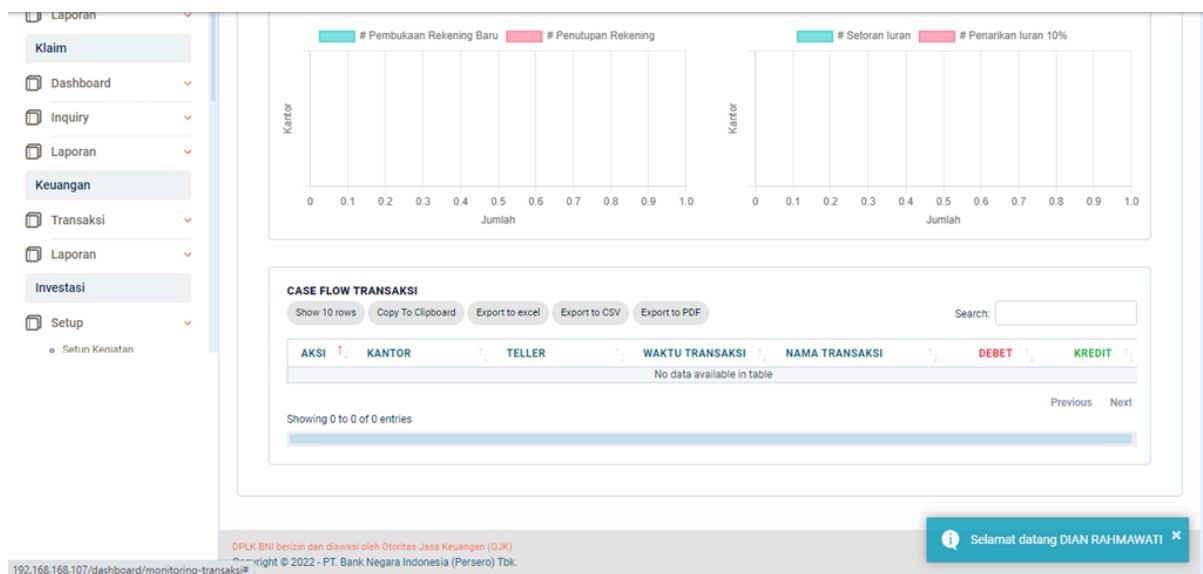 Laporan
Klaim
Dashboard
Inquiry
Laporan
Keuangan
Transaksi
Laporan
Investasi
Setup
Setup Kegiatan
# Pembukaan Rekening Baru # Penutupan Rekening
Kantor
0 0.1 0.2 0.3 0.4 0.5 0.6 0.7 0.8 0.9 1.0
Jumlah
# Setoran Iuran # Penarikan Iuran 10%
Kantor
0 0.1 0.2 0.3 0.4 0.5 0.6 0.7 0.8 0.9 1.0
Jumlah
CASE FLOW TRANSAKSI
Show 10 rows Copy To Clipboard Export to excel Export to CSV Export to PDF Search:
AKSI KANTOR TELLER WAKTU TRANSAKSI NAMA TRANSAKSI DEBET KREDIT
No data available in table
Previous Next
Showing 0 to 0 of 0 entries
DPLK BNI berizin dan diawasi oleh Otoritas Jasa Keuangan (OJK)
right © 2022 - PT. Bank Negara Indonesia (Persero) Tbk.
Selamat datang DIAN RAHMAWATI ×
192.168.168.107/dashboard/monitoring-transaksi#